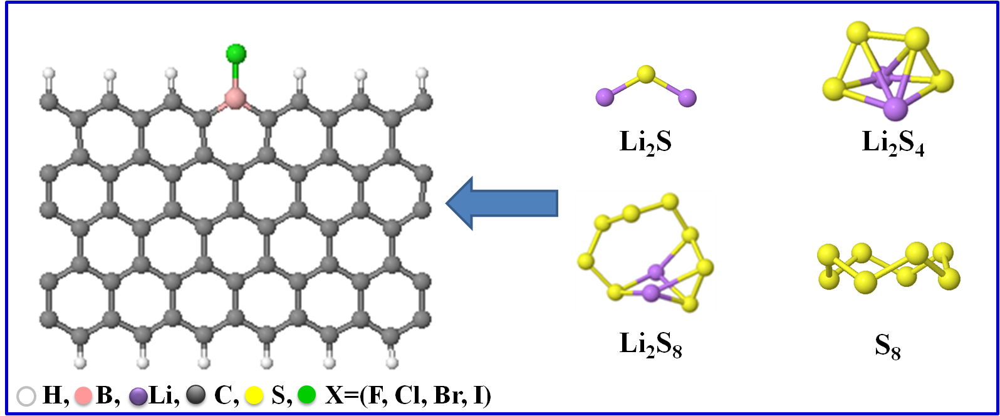 Li₂S
Li₂S₄
Li₂S₈
S₈
H, B, Li, C, S, X=(F, Cl, Br, I)